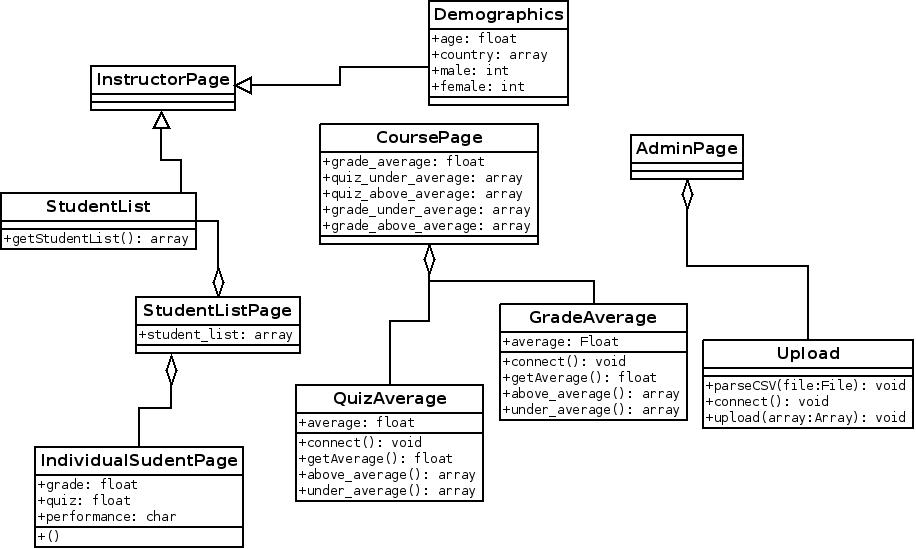 Demographics
+age: float
+country: array
+male: int
+female: int
InstructorPage
CoursePage
+grade_average: float
+quiz_under_average: array
+quiz_above_average: array
+grade_under_average: array
+grade_above_average: array
AdminPage
StudentList
+getStudentList(): array
StudentListPage
+student_list: array
GradeAverage
+average: Float
+connect(): void
+getAverage(): float
+above_average(): array
+under_average(): array
Upload
+parseCSV(file:File): void
+connect(): void
+upload(array:Array): void
QuizAverage
+average: float
+connect(): void
+getAverage(): float
+above_average(): array
+under_average(): array
IndividualSudentPage
+grade: float
+quiz: float
+performance: char
+()